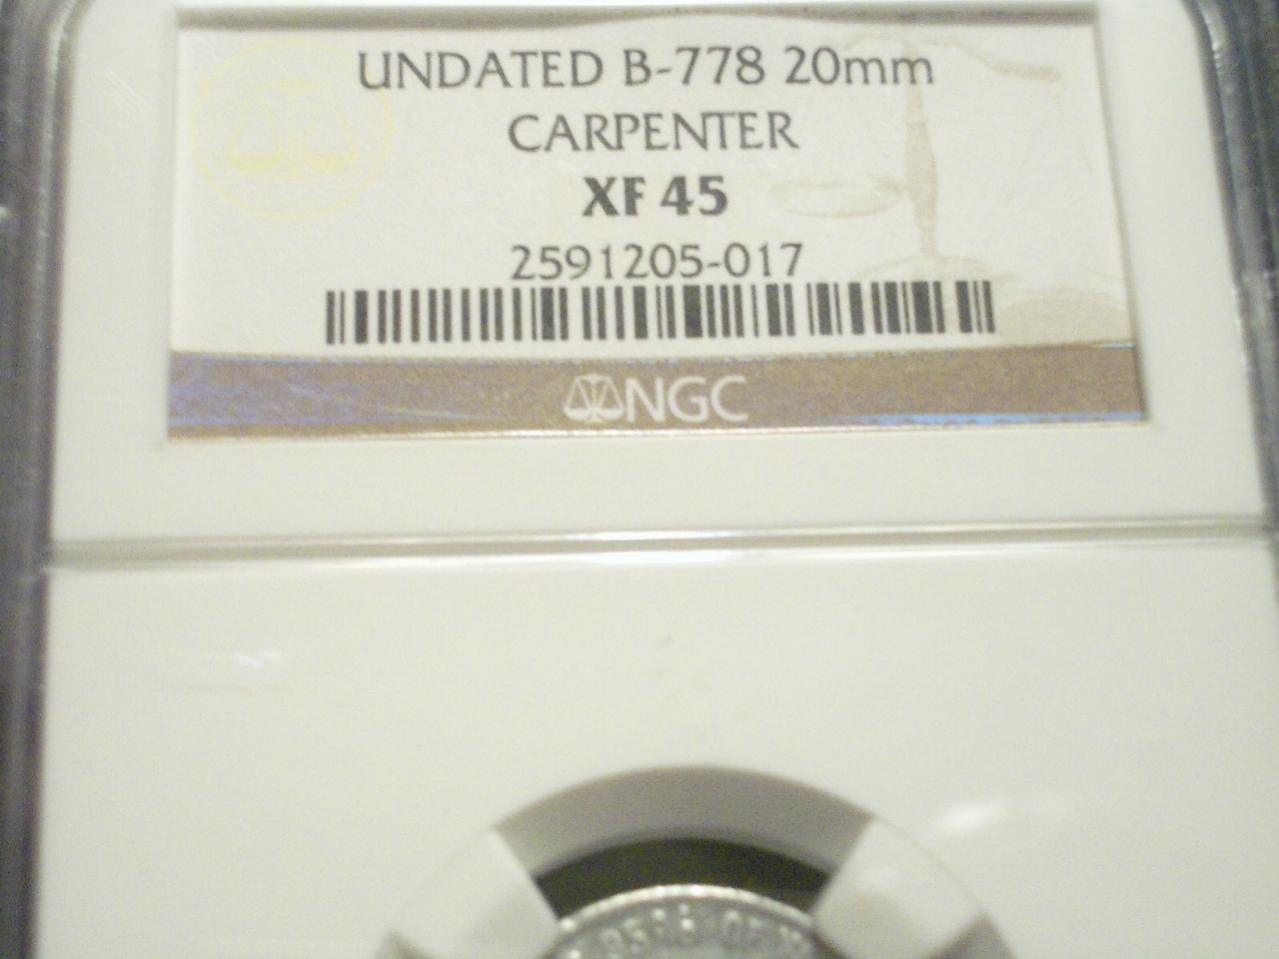 UNDATED B-778 20mm
CARPENTER
XF 45
2591205-017
NGC